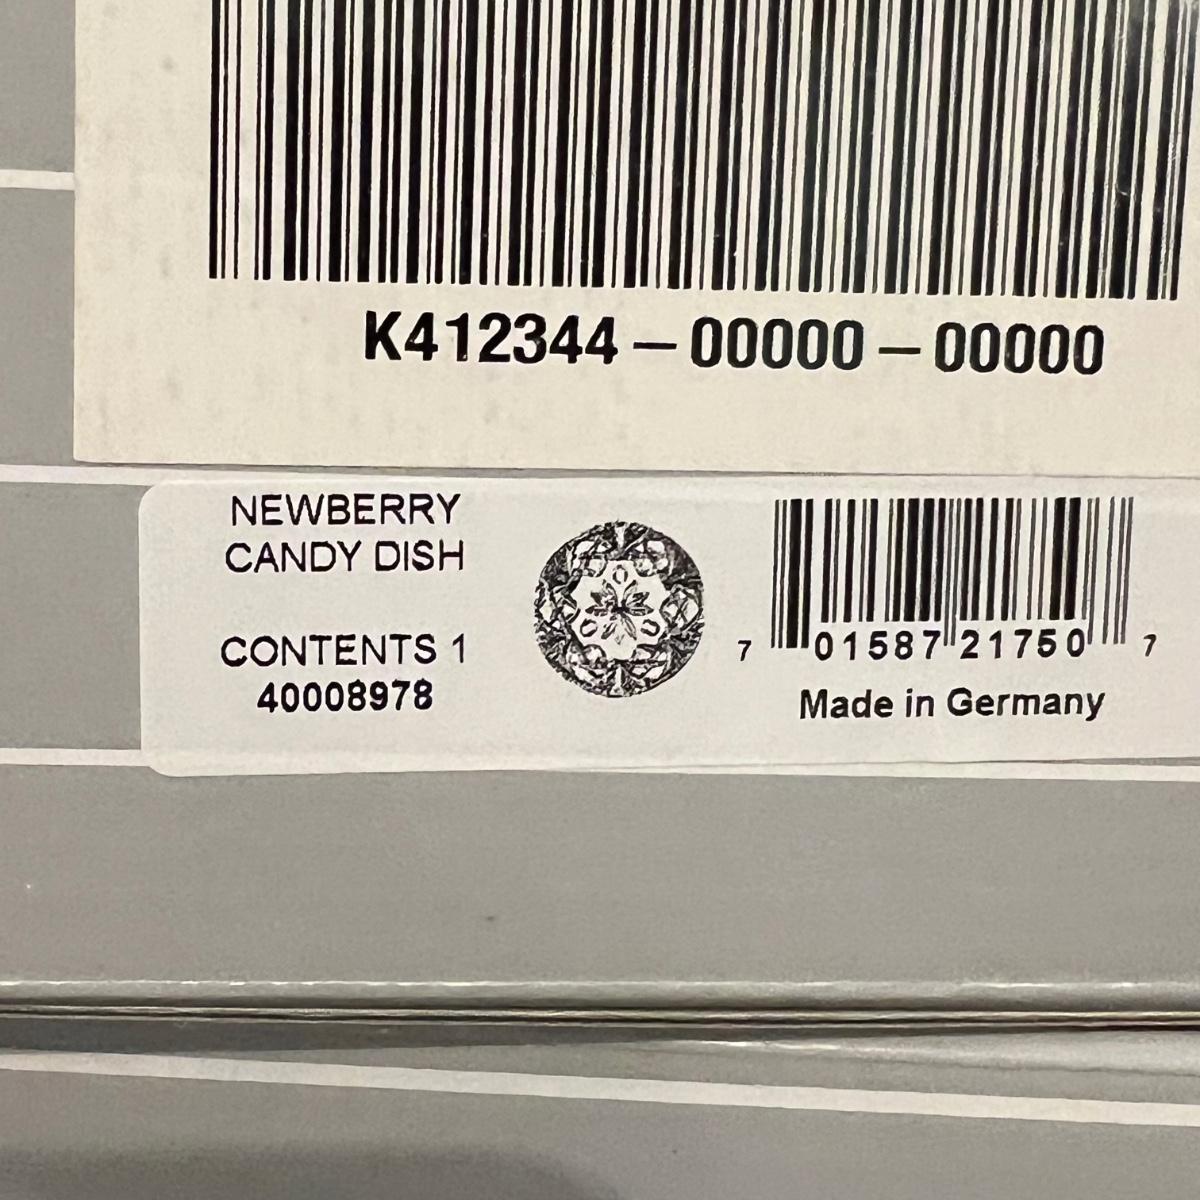 K412344-00000-00000
NEWBERRY
CANDY DISH
CONTENTS 1
40008978
7 01587 21750 7
Made in Germany